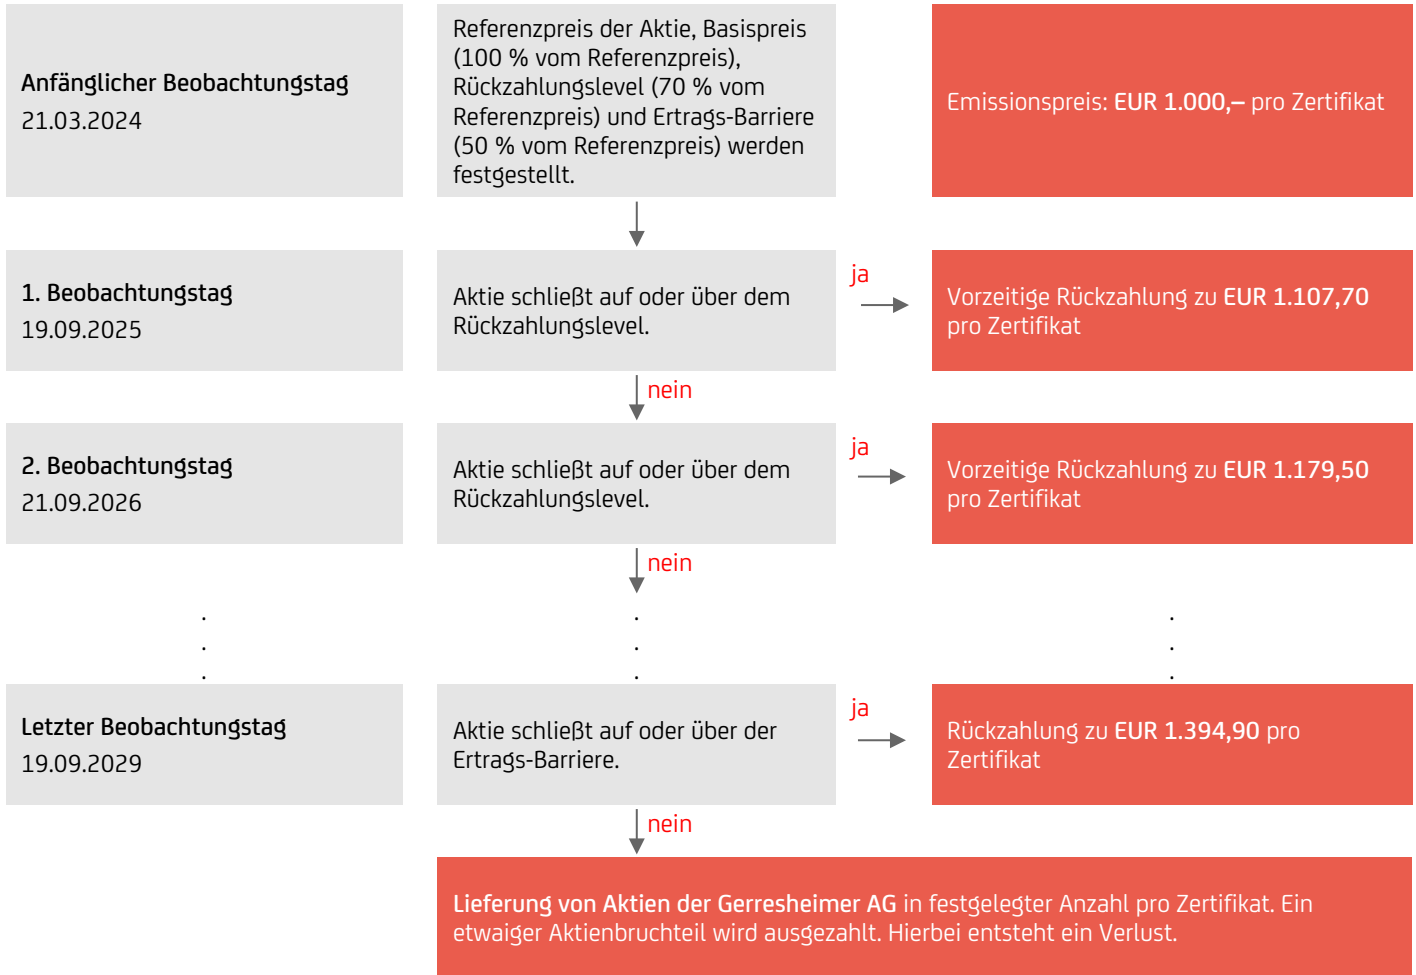 Anfänglicher Beobachtungstag
21.03.2024
Referenzpreis der Aktie, Basispreis
(100 % vom Referenzpreis),
Rückzahlungslevel (70 % vom
Referenzpreis) und Ertrags-Barriere
(50 % vom Referenzpreis) werden
festgestellt.
Emissionspreis: EUR 1.000,– pro Zertifikat
1. Beobachtungstag
19.09.2025
Aktie schließt auf oder über dem
Rückzahlungslevel.
ja
Vorzeitige Rückzahlung zu EUR 1.107,70
pro Zertifikat
nein
2. Beobachtungstag
21.09.2026
Aktie schließt auf oder über dem
Rückzahlungslevel.
ja
Vorzeitige Rückzahlung zu EUR 1.179,50
pro Zertifikat
nein
. . .
. . .
. . .
Letzter Beobachtungstag
19.09.2029
Aktie schließt auf oder über der
Ertrags-Barriere.
ja
Rückzahlung zu EUR 1.394,90 pro
Zertifikat
nein
Lieferung von Aktien der Gerresheimer AG in festgelegter Anzahl pro Zertifikat. Ein
etwaiger Aktienbruchteil wird ausgezahlt. Hierbei entsteht ein Verlust.